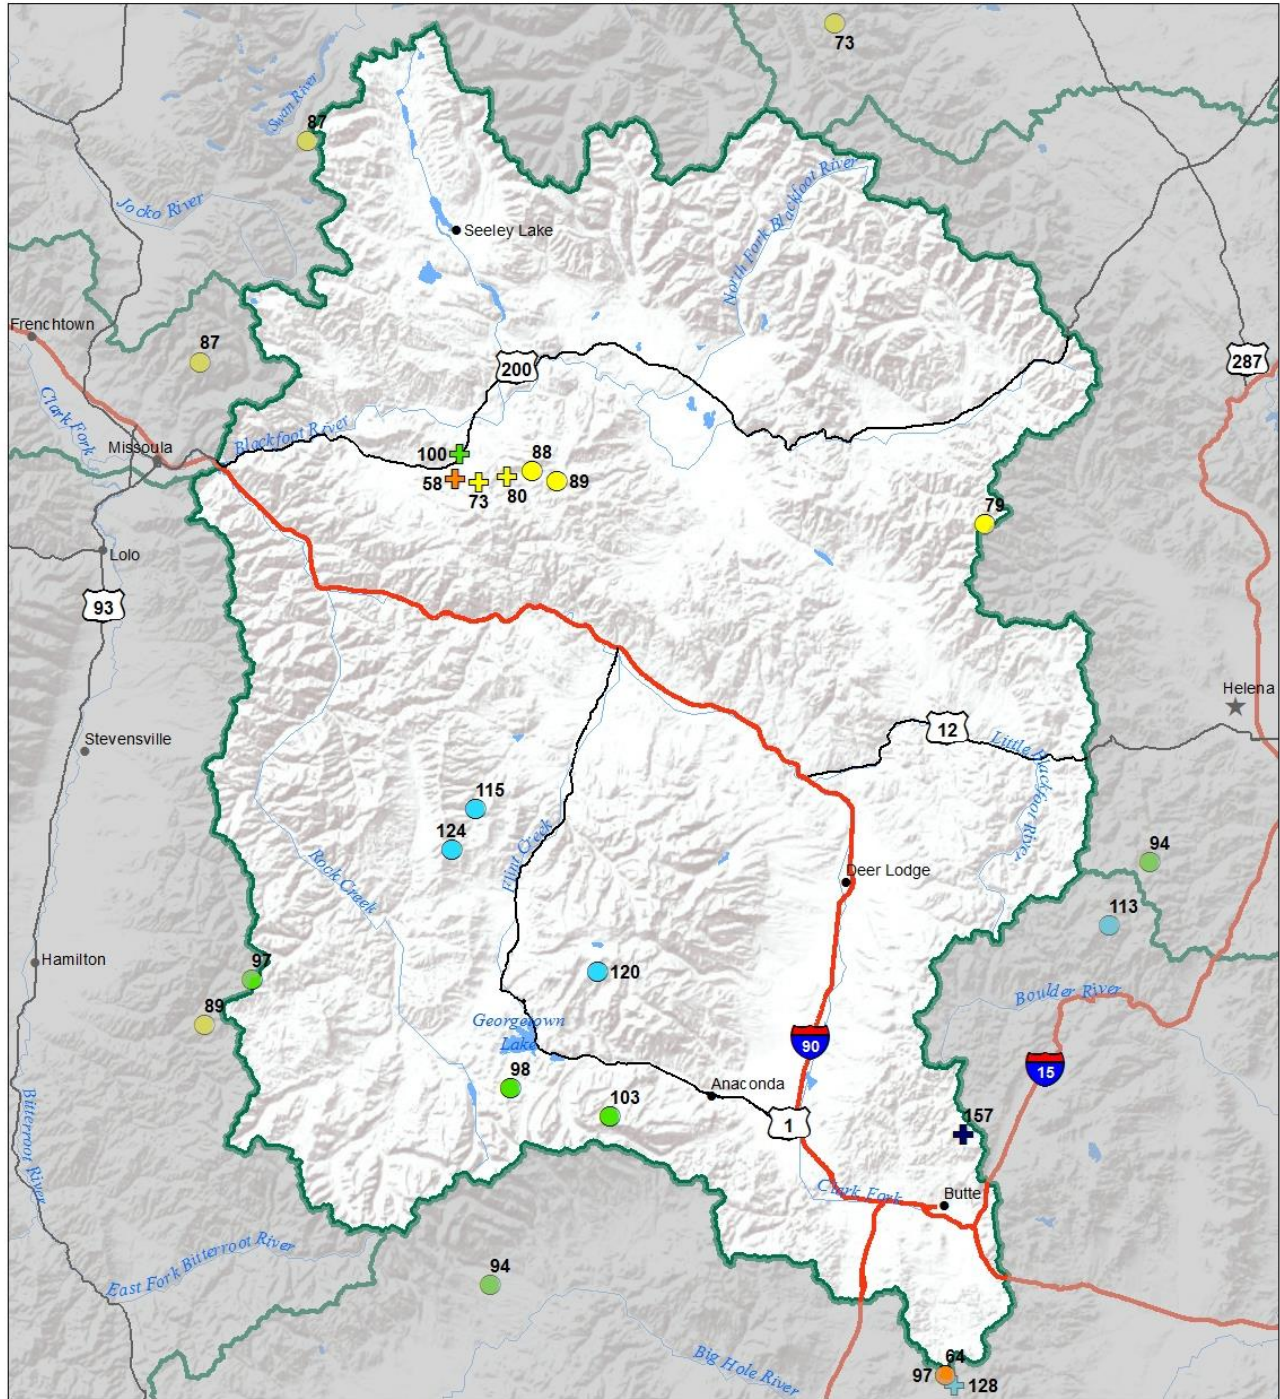 73
Swan River
87
Jocko River
Seeley Lake
North Fork Blackfoot River
Frenchtown
87
200
287
Clark Fork
Missoula
Blackfoot River
100
88
58
73
80
89
79
Lolo
93
Helena
Stevensville
12
Little Blackfoot River
115
124
Flint Creek
Rock Creek
Deer Lodge
94
113
Hamilton
97
120
89
Boulder River
Georgetown
Lake
90
15
98
Anaconda
103
1
157
Bitterroot River
Clark Fork
Butte
East Fork Bitterroot River
94
Big Hole River
64
97
128